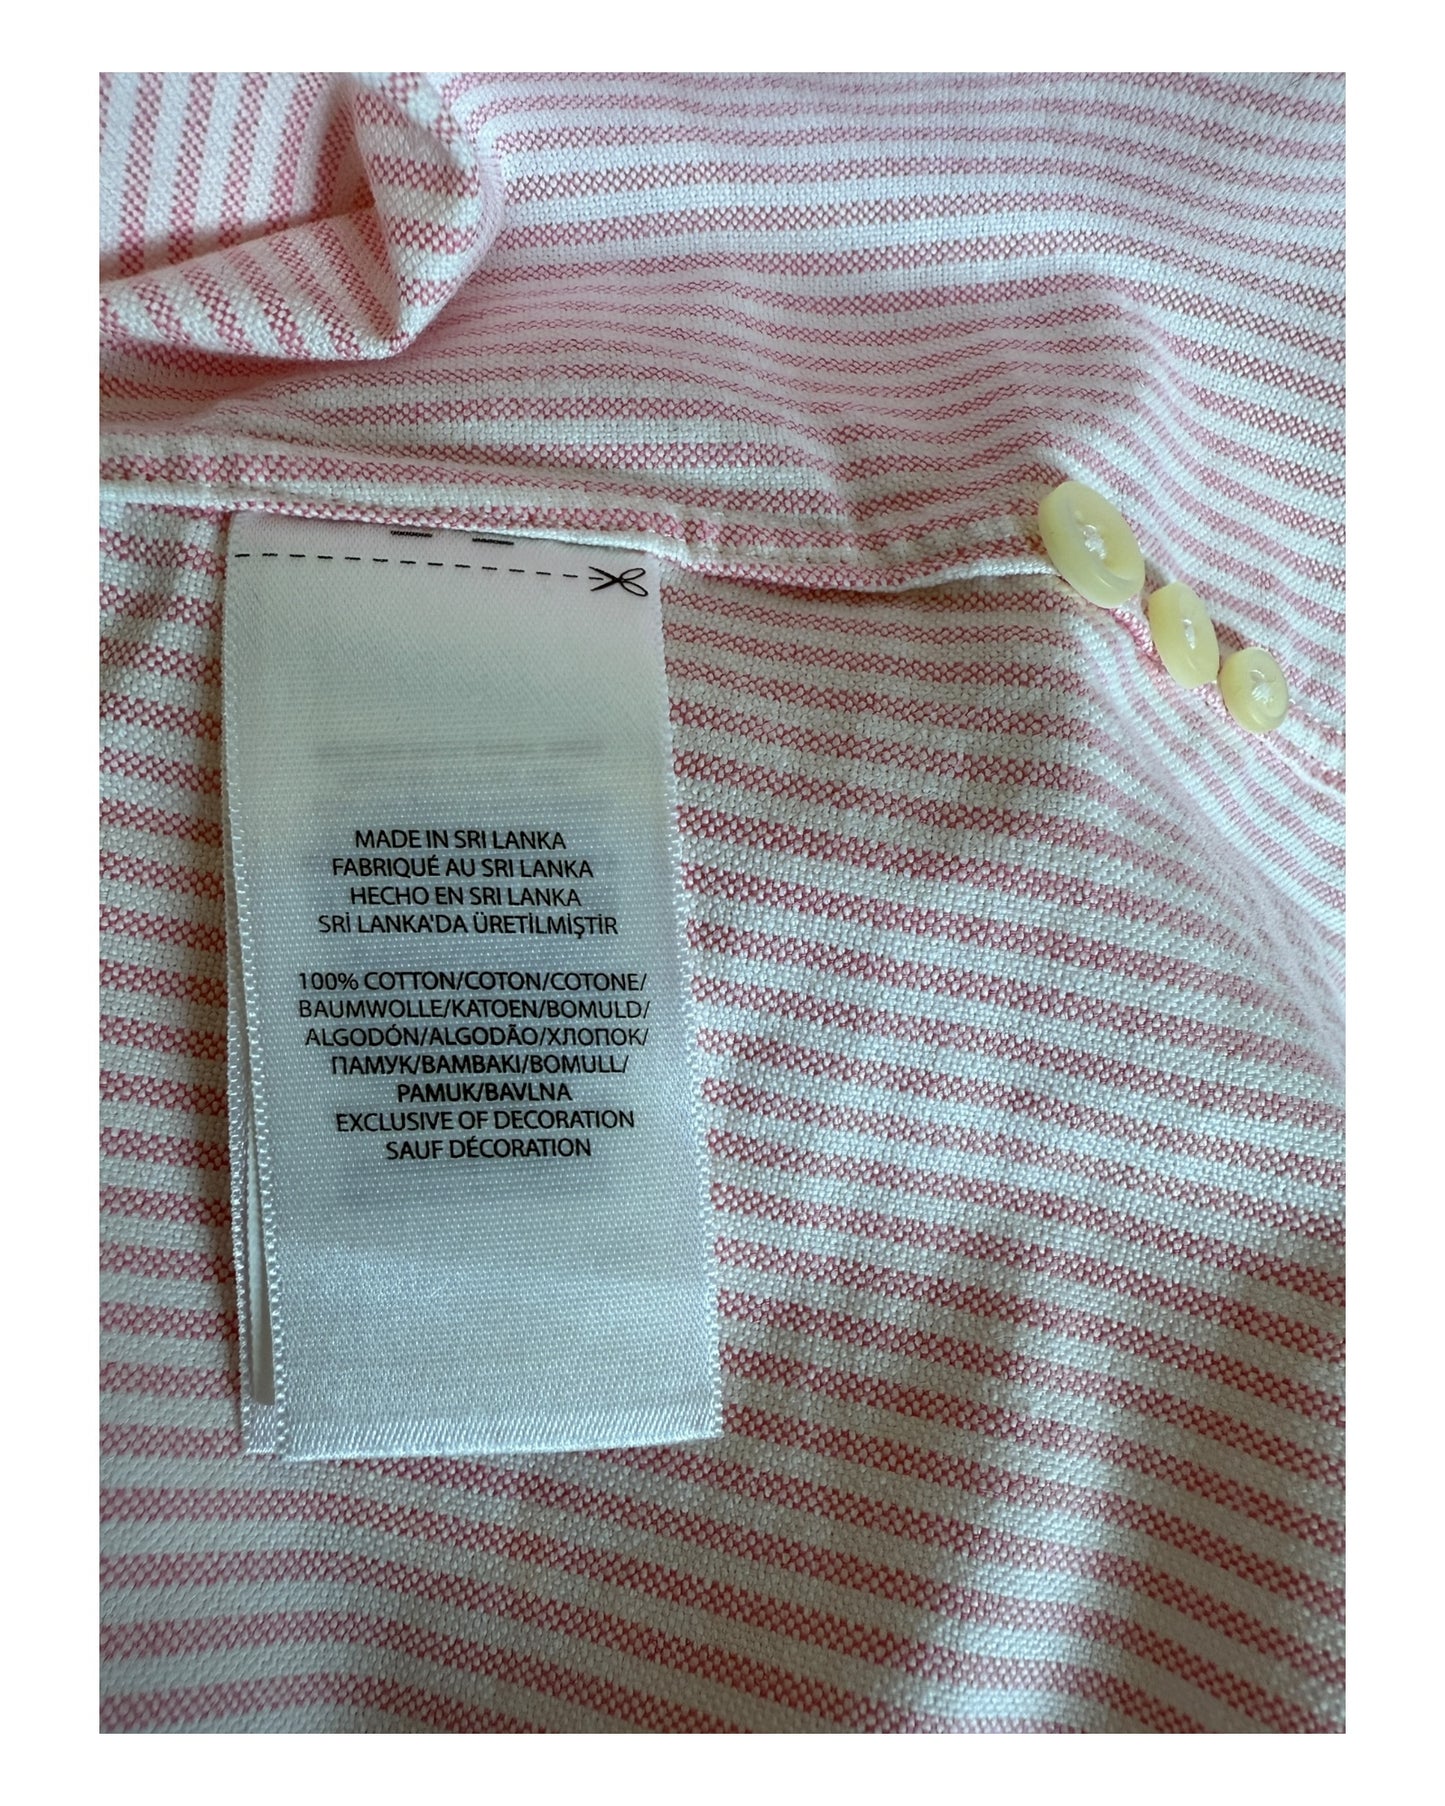 MADE IN SRI LANKA
FABRIQUÉ AU SRI LANKA
HECHO EN SRI LANKA
SRİ LANKA'DA ÜRETİLMİŞTİR
100% COTTON/COTON/COTONE/
BAUMWOLLE/KATOEN/BOMULD/
ALGODÓN/ALGODÃO/ХЛОПОК/
ПАМУК/BAMBAKI/BOMULL/
PAMUK/BAVLNA
EXCLUSIVE OF DECORATION
SAUF DÉCORATION